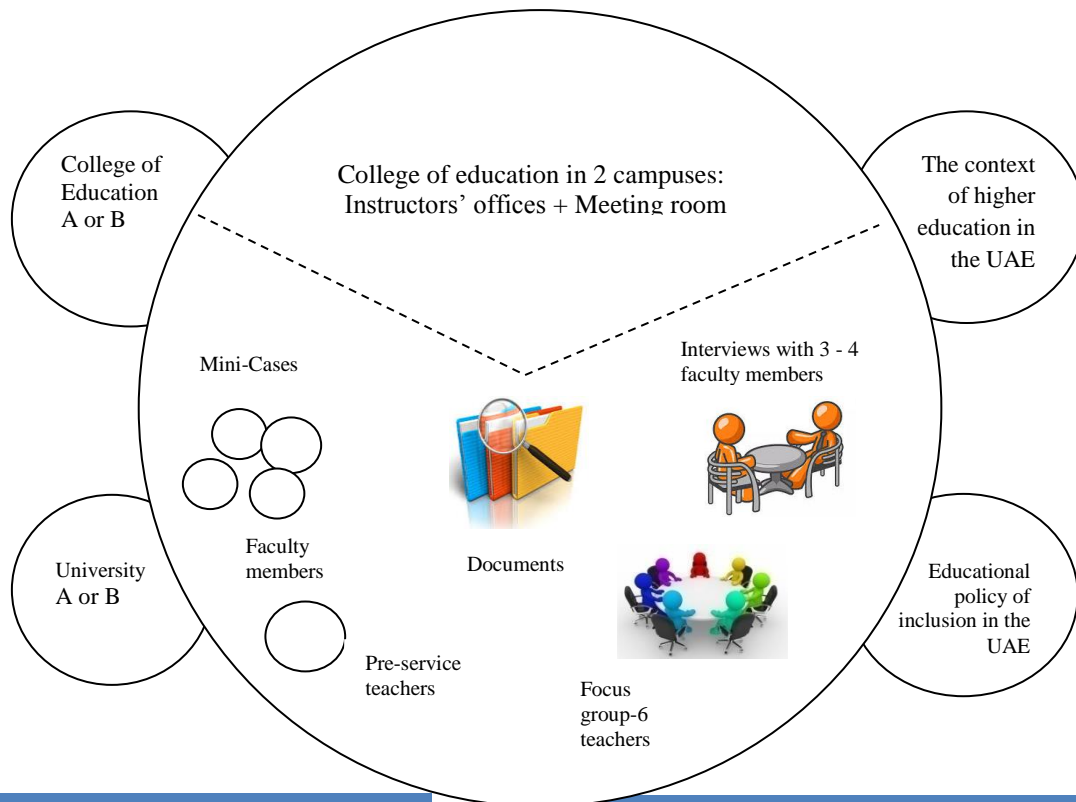 College of
Education
A or B
College of education in 2 campuses:
Instructors' offices + Meeting room
The context
of higher
education in
the UAE
Mini-Cases
Interviews with 3 - 4
faculty members
Faculty
members
Documents
University
A or B
Educational
policy of
inclusion in the
UAE
Pre-service
teachers
Focus
group-6
teachers